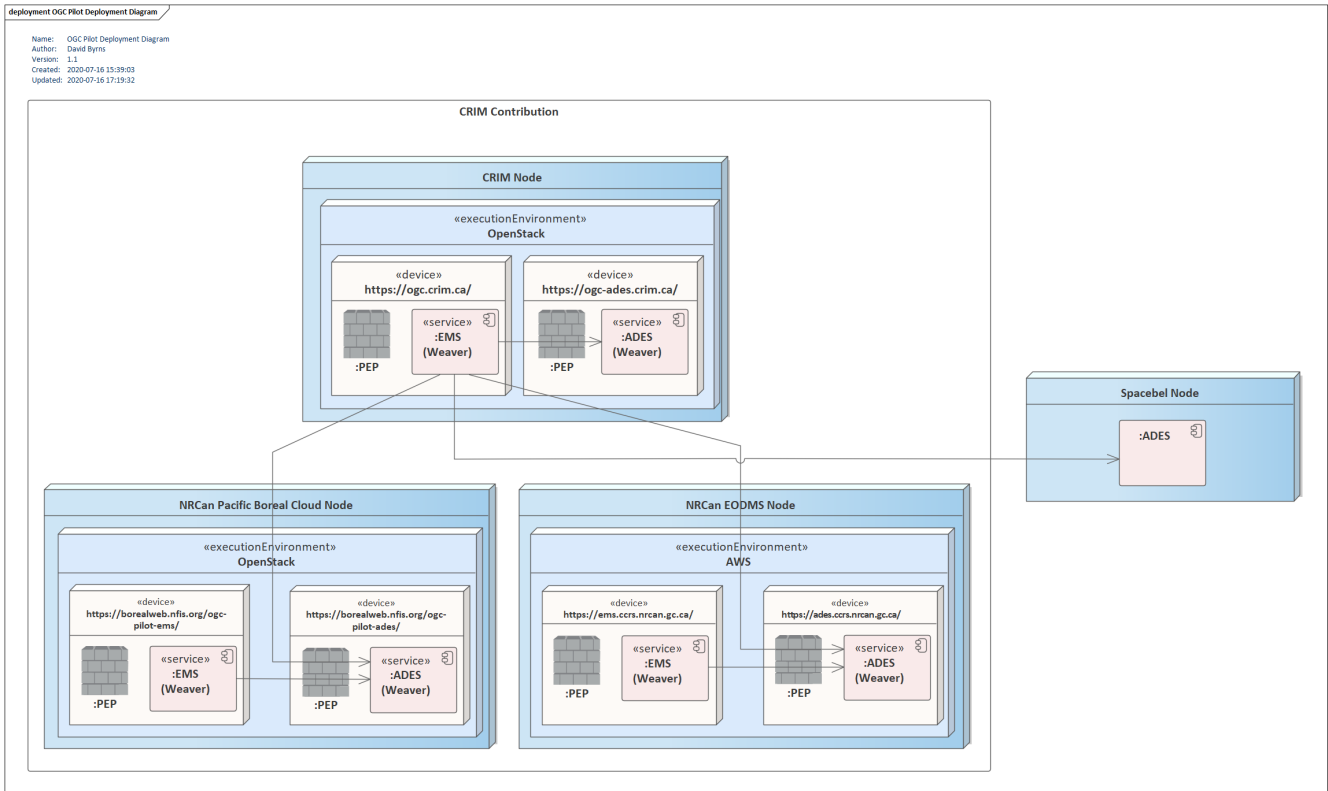 deployment OGC Pilot Deployment Diagram
Name: OGC Pilot Deployment Diagram
Author: David Byrns
Version: 1.1
Created: 2020-07-16 15:39:03
Updated: 2020-07-16 17:19:32
CRIM Contribution
CRIM Node
«executionEnvironment»
OpenStack
«device»
https://ogc.crim.ca/
:PEP
«service»
:EMS
(Weaver)
«device»
https://ogc-ades.crim.ca/
:PEP
«service»
:ADES
(Weaver)
Spacebel Node
:ADES
NRCan Pacific Boreal Cloud Node
«executionEnvironment»
OpenStack
«device»
https://borealweb.nfis.org/ogc-
pilot-ems/
:PEP
«service»
:EMS
(Weaver)
«device»
https://borealweb.nfis.org/ogc-
pilot-ades/
:PEP
«service»
:ADES
(Weaver)
NRCan EODMS Node
«executionEnvironment»
AWS
«device»
https://ems.ccrs.nrcan.gc.ca/
:PEP
«service»
:EMS
(Weaver)
«device»
https://ades.ccrs.nrcan.gc.ca/
:PEP
«service»
:ADES
(Weaver)